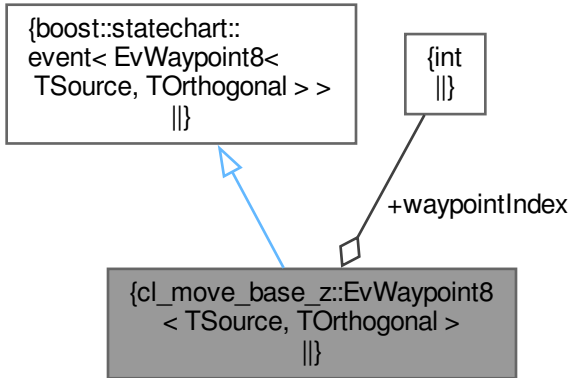 {boost::statechart::
event< EvWaypoint8<
TSource, TOrthogonal > >
||}
{int
||}
+waypointIndex
{cl_move_base_z::EvWaypoint8
< TSource, TOrthogonal >
||}